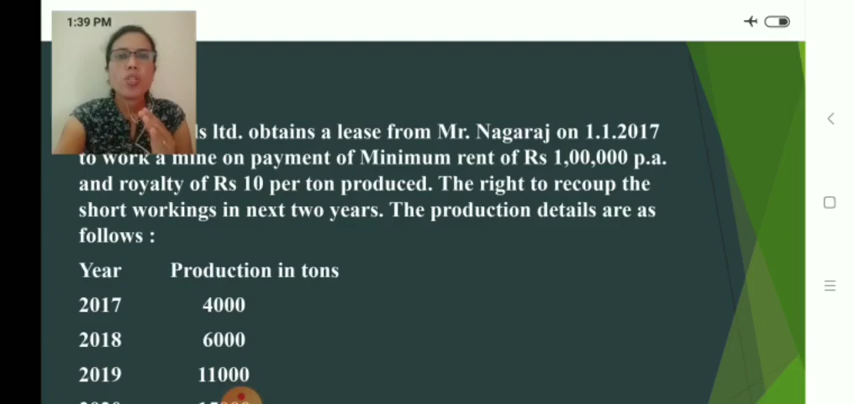 1:39 PM
ls ltd. obtains a lease from Mr. Nagaraj on 1.1.2017
to work a mine on payment of Minimum rent of Rs 1,00,000 p.a.
and royalty of Rs 10 per ton produced. The right to recoup the
short workings in next two years. The production details are as
follows :
Year Production in tons
2017 4000
2018 6000
2019 11000